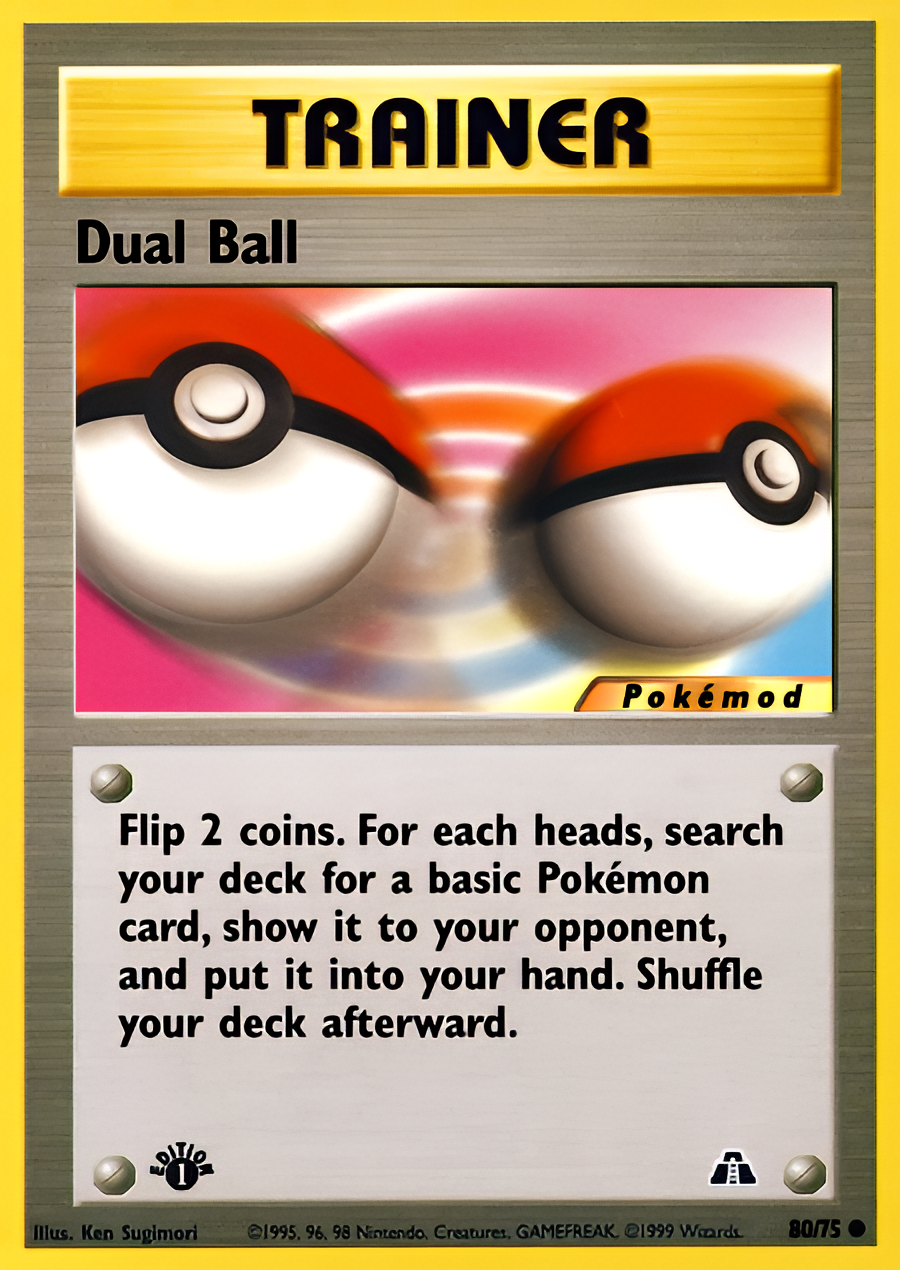 TRAINER
Dual Ball
Pokémod
Flip 2 coins. For each heads, search
your deck for a basic Pokémon
card, show it to your opponent,
and put it into your hand. Shuffle
your deck afterward.
EDITION
1
Illus. Ken Sugimori ©1995, 96, 98 Nintendo, Creatures, GAMEFREAK. ©1999 Wizards. 80/75